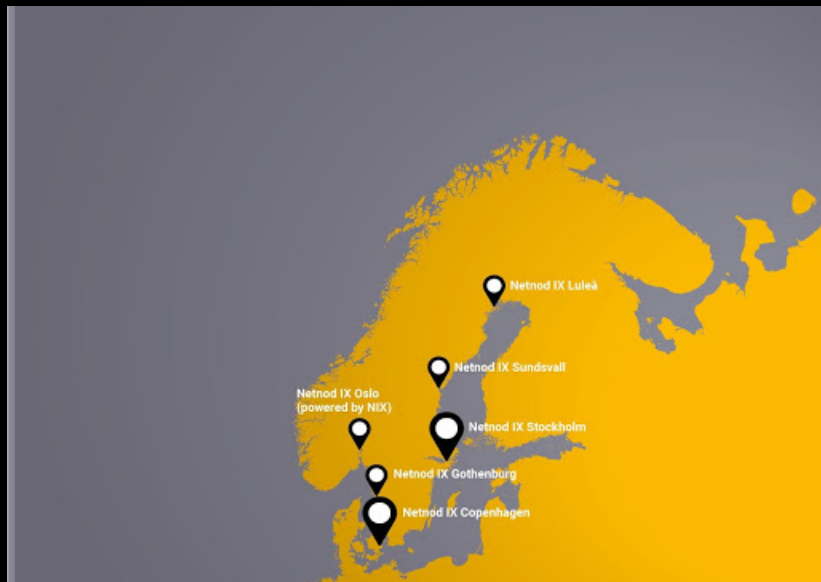 Netnod IX Luleå
Netnod IX Sundsvall
Netnod IX Oslo
(powered by NIX)
Netnod IX Stockholm
Netnod IX Gothenburg
Netnod IX Copenhagen